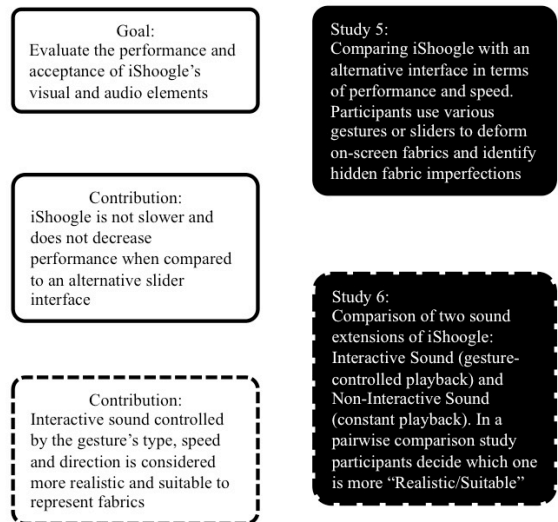 Goal:
Evaluate the performance and
acceptance of iShoogle's
visual and audio elements
Contribution:
iShoogle is not slower and
does not decrease
performance when compared
to an alternative slider
interface
Contribution:
Interactive sound controlled
by the gesture's type, speed
and direction is considered
more realistic and suitable to
represent fabrics
Study 5:
Comparing iShoogle with an
alternative interface in terms
of performance and speed.
Participants use various
gestures or sliders to deform
on-screen fabrics and identify
hidden fabric imperfections
Study 6:
Comparison of two sound
extensions of iShoogle:
Interactive Sound (gesture-
controlled playback) and
Non-Interactive Sound
(constant playback). In a
pairwise comparison study
participants decide which one
is more “Realistic/Suitable”